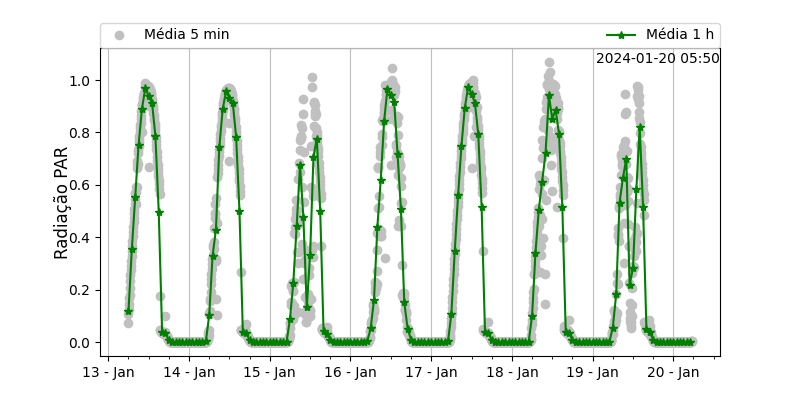 Média 5 min
Média 1 h
2024-01-20 05:50
Radiação PAR
1.0
0.8
0.6
0.4
0.2
0.0
13 - Jan
14 - Jan
15 - Jan
16 - Jan
17 - Jan
18 - Jan
19 - Jan
20 - Jan